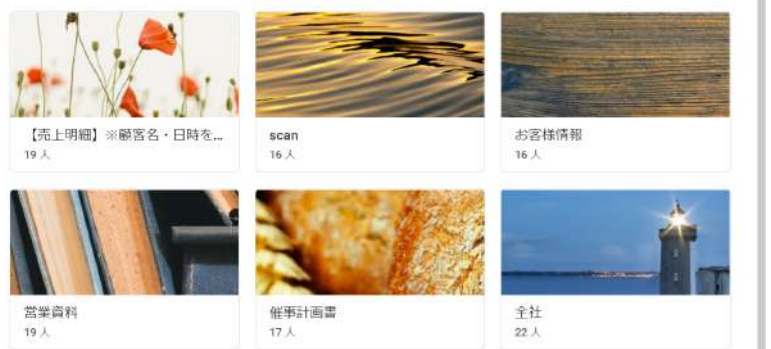 【売上明細】※顧客名・日時を...
19 人
scan
16 人
お客様情報
16 人
営業資料
19 人
催事計画書
17 人
全社
22 人